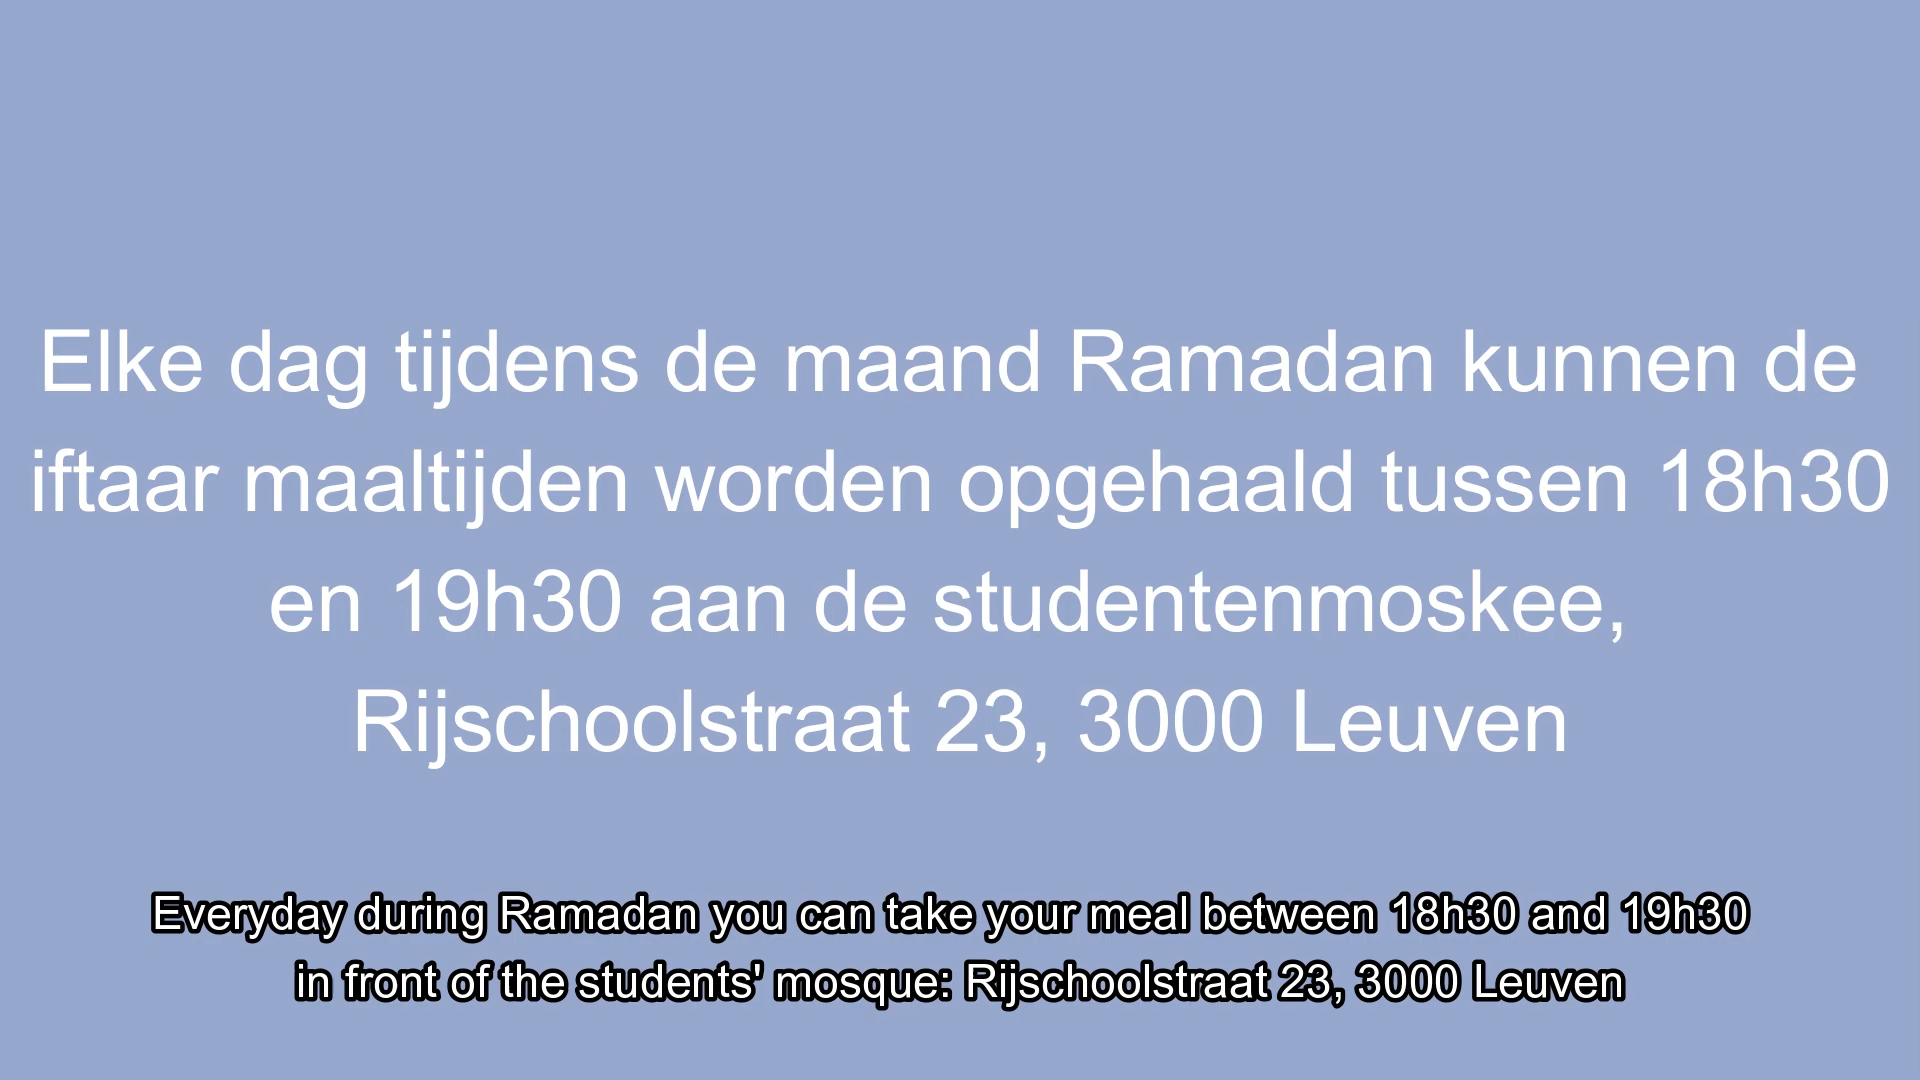 Elke dag tijdens de maand Ramadan kunnen de
iftaar maaltijden worden opgehaald tussen 18h30
en 19h30 aan de studentenmoskee,
Rijschoolstraat 23, 3000 Leuven
Everyday during Ramadan you can take your meal between 18h30 and 19h30
in front of the students' mosque: Rijschoolstraat 23, 3000 Leuven